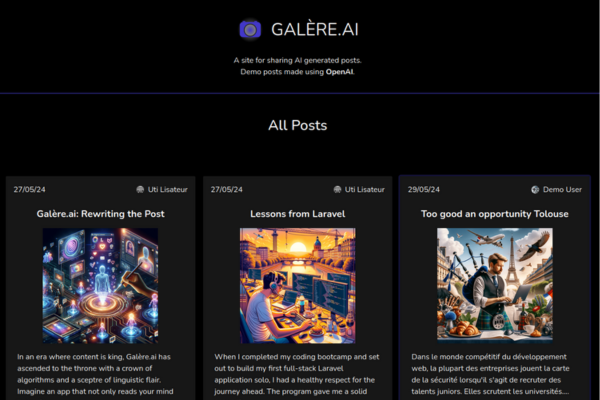 GALÈRE.AI
A site for sharing AI generated posts.
Demo posts made using OpenAI.
All Posts
27/05/24 Uti Lisateur
Galère.ai: Rewriting the Post
In an era where content is king, Galère.ai has
ascended to the throne with a crown of
algorithms and a sceptre of linguistic flair.
Imagine an app that not only reads your mind
27/05/24 Uti Lisateur
Lessons from Laravel
When I completed my coding bootcamp and set
out to build my first full-stack Laravel
application solo, I had a healthy respect for the
journey ahead. The program gave me a solid
29/05/24 Demo User
Too good an opportunity Tolouse
Dans le monde compétitif du développement
web, la plupart des entreprises jouent la carte
de la sécurité lorsqu'il s'agit de recruter des
talents juniors. Elles scrutent les universités....